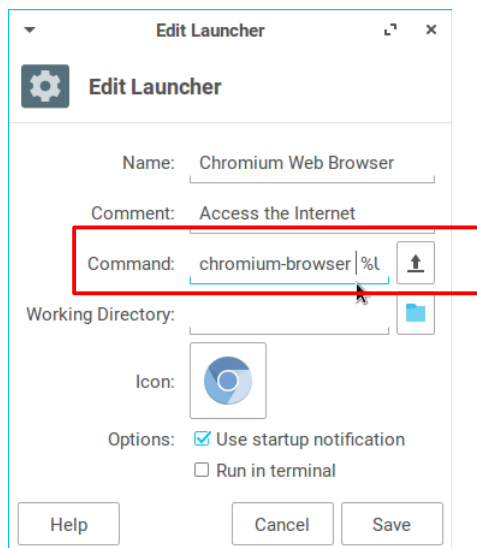 Edit Launcher
Edit Launcher
Name: Chromium Web Browser
Comment: Access the Internet
Command: chromium-browser
Working Directory:
Icon:
Options: Use startup notification
Run in terminal
Help Cancel Save